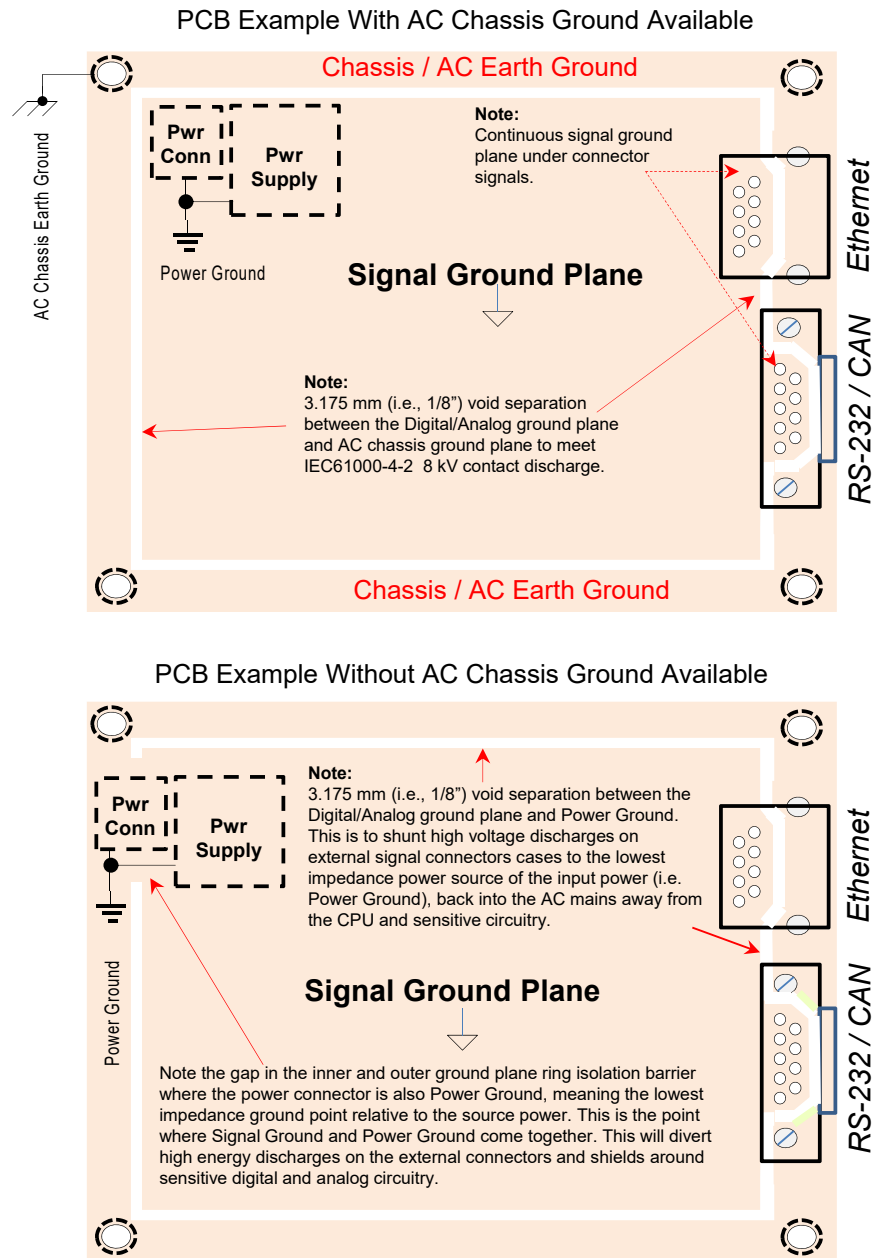 PCB Example With AC Chassis Ground Available
Chassis / AC Earth Ground
AC Chassis Earth Ground
Pwr
Conn
Pwr
Supply
Power Ground
Note:
Continuous signal ground
plane under connector
signals.
Ethernet
Signal Ground Plane
RS-232 / CAN
Note:
3.175 mm (i.e., 1/8”) void separation
between the Digital/Analog ground plane
and AC chassis ground plane to meet
IEC61000-4-2 8 kV contact discharge.
Chassis / AC Earth Ground
PCB Example Without AC Chassis Ground Available
Pwr
Conn
Pwr
Supply
Power Ground
Note:
3.175 mm (i.e., 1/8”) void separation between the
Digital/Analog ground plane and Power Ground.
This is to shunt high voltage discharges on
external signal connectors cases to the lowest
impedance power source of the input power (i.e.
Power Ground), back into the AC mains away from
the CPU and sensitive circuitry.
Ethernet
Signal Ground Plane
RS-232 / CAN
Note the gap in the inner and outer ground plane ring isolation barrier
where the power connector is also Power Ground, meaning the lowest
impedance ground point relative to the source power. This is the point
where Signal Ground and Power Ground come together. This will divert
high energy discharges on the external connectors and shields around
sensitive digital and analog circuitry.